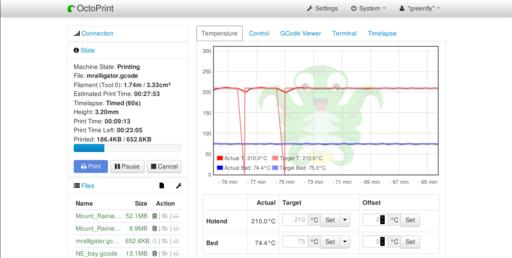 OctoPrint
Settings
System
"greenfly"
Connection
State
Machine State: Printing
File: mralligator.gcode
Filament (Tool 0): 1.74m / 3.33cm³
Estimated Print Time: 00:27:53
Timelapse: Timed (60s)
Height: 3.20mm
Print Time: 00:09:13
Print Time Left: 00:23:05
Printed: 186.4KB / 652.6KB
Print Pause Cancel
Files
Name Size Action
Mount_Rainie... 52.1MB
Mount_Rainie... 8.9MB
mralligator.gc... 652.6KB
NE_bay.gcode 13.1MB
Temperature Control GCode Viewer Terminal Timelapse
300
250
200
150
100
50
0
Actual T: 210.0°C Target T: 210.0°C
Actual Bed: 74.4°C Target Bed: 75.0°C
- 79 min - 77 min - 75 min - 73 min - 71 min - 69 min - 67 min - 65 min
Actual Target Offset
Hotend 210.0°C 210 °C Set 0 °C Set
Bed 74.4°C 75 °C Set 0 °C Set